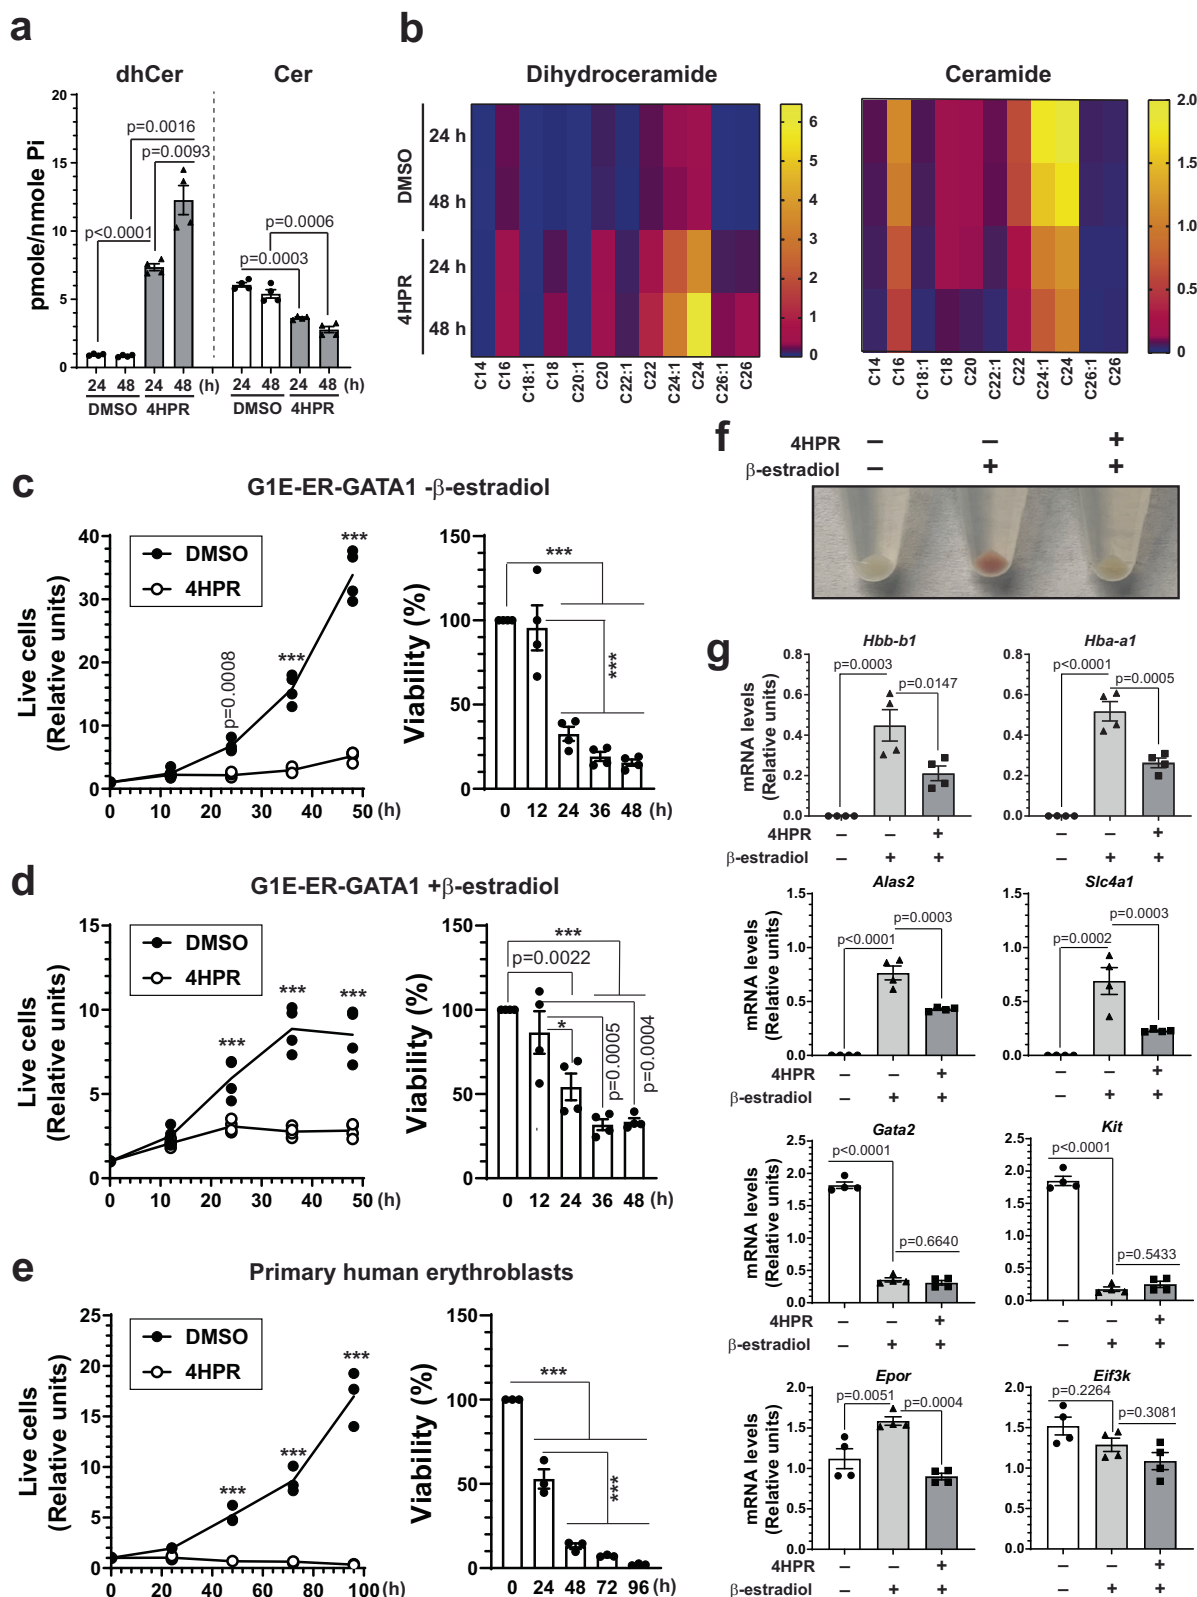 a
dhCer
Cer
pmole/nmole Pi
20
15
10
5
0
p=0.0016
p=0.0093
p<0.0001
p=0.0006
p=0.0003
24 48 24 48 (h) 24 48 24 48 (h)
DMSO 4HPR DMSO 4HPR
b
Dihydroceramide
Ceramide
DMSO
4HPR
24 h
48 h
24 h
48 h
6
5
4
3
2
1
0
2.0
1.5
1.0
0.5
0
C14 C16 C18:1 C18 C20:1 C20 C22:1 C22 C24:1 C24 C26:1 C26
C14 C16 C18:1 C18 C20 C22:1 C22 C24:1 C24 C26:1 C26
c
G1E-ER-GATA1 -β-estradiol
Live cells
(Relative units)
40
30
20
10
0
DMSO
4HPR
p=0.0008
***
***
0 10 20 30 40 50 (h)
Viability (%)
150
100
50
0
***
***
0 12 24 36 48 (h)
d
G1E-ER-GATA1 +β-estradiol
Live cells
(Relative units)
15
10
5
0
DMSO
4HPR
***
***
***
0 10 20 30 40 50 (h)
Viability (%)
150
100
50
0
***
p=0.0022
*
p=0.0005
p=0.0004
0 12 24 36 48 (h)
e
Primary human erythroblasts
Live cells
(Relative units)
25
20
15
10
5
0
DMSO
4HPR
***
***
***
0 20 40 60 80 100 (h)
Viability (%)
150
100
50
0
***
***
0 24 48 72 96 (h)
f
4HPR − − +
β-estradiol − + +
g
Hbb-b1
mRNA levels
(Relative units)
0.8
0.6
0.4
0.2
0.0
p=0.0003
p=0.0147
4HPR − − +
β-estradiol − + +
Hba-a1
0.8
0.6
0.4
0.2
0.0
p<0.0001
p=0.0005
− − +
− + +
Alas2
mRNA levels
(Relative units)
1.5
1.0
0.5
0.0
p<0.0001
p=0.0003
4HPR − − +
β-estradiol − + +
Slc4a1
1.5
1.0
0.5
0.0
p=0.0002
p=0.0003
− − +
− + +
Gata2
mRNA levels
(Relative units)
2.5
2.0
1.5
1.0
0.5
0.0
p<0.0001
p=0.6640
4HPR − − +
β-estradiol − + +
Kit
2.5
2.0
1.5
1.0
0.5
0.0
p<0.0001
p=0.5433
− − +
− + +
Epor
mRNA levels
(Relative units)
2.0
1.5
1.0
0.5
0.0
p=0.0051
p=0.0004
4HPR − − +
β-estradiol − + +
Eif3k
2.0
1.5
1.0
0.5
0.0
p=0.2264
p=0.3081
− − +
− + +